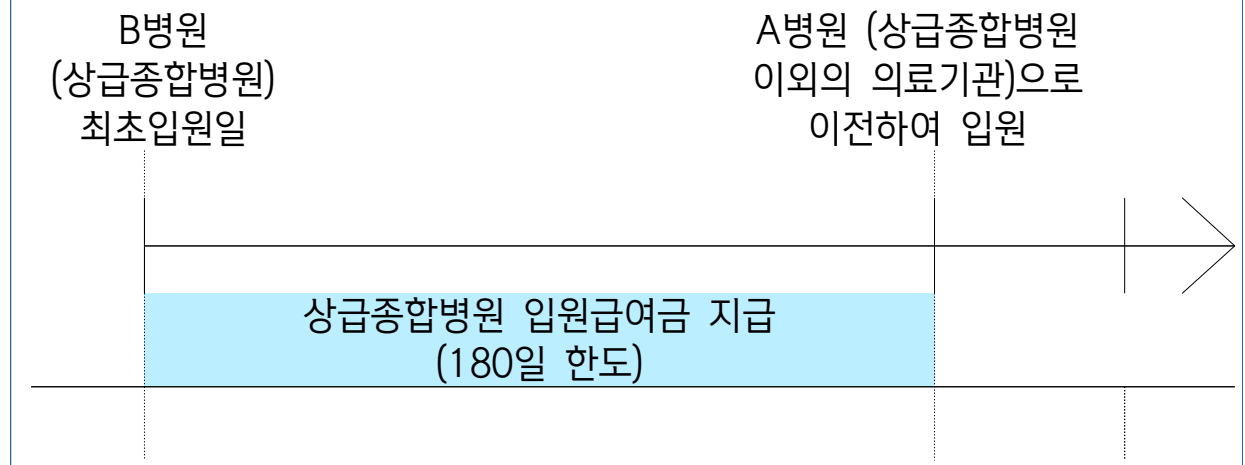 B병원
(상급종합병원)
최초입원일
A병원 (상급종합병원
이외의 의료기관)으로
이전하여 입원
상급종합병원 입원급여금 지급
(180일 한도)